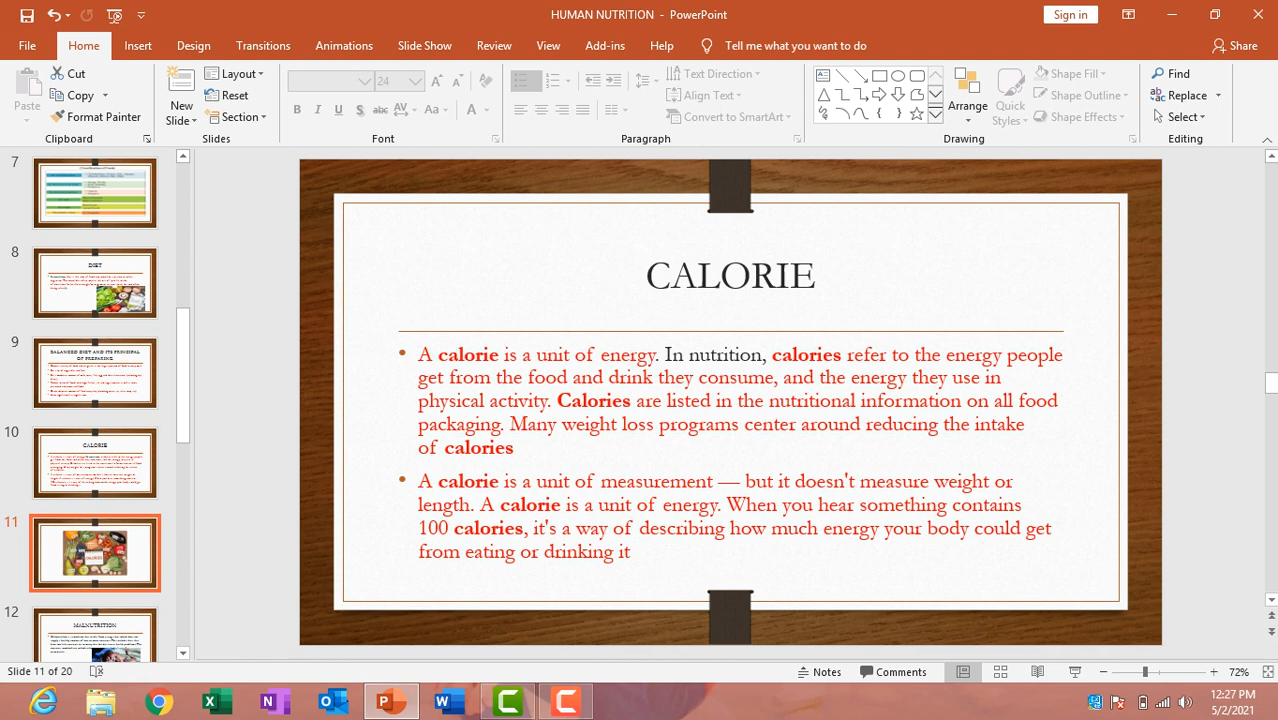 HUMAN NUTRITION - PowerPoint
Sign in
File Home Insert Design Transitions Animations Slide Show Review View Add-ins Help Tell me what you want to do Share
Paste
Cut
Copy
Format Painter
Clipboard
New Slide
Layout
Reset
Section
Slides
24
B I U S abc AV Aa A
Font
Text Direction
Align Text
Convert to SmartArt
Paragraph
Arrange
Quick Styles
Shape Fill
Shape Outline
Shape Effects
Drawing
Find
Replace
Select
Editing
7
8
DIET
9
BALANCED DIET AND ITS PRINCIPAL
OF PREPARING
10
CALORIE
11
CALORIES
12
MALNUTRITION
CALORIE
• A calorie is a unit of energy. In nutrition, calories refer to the energy people
get from the food and drink they consume, and the energy they use in
physical activity. Calories are listed in the nutritional information on all food
packaging. Many weight loss programs center around reducing the intake
of calories
• A calorie is a unit of measurement — but it doesn't measure weight or
length. A calorie is a unit of energy. When you hear something contains
100 calories, it's a way of describing how much energy your body could get
from eating or drinking it
Slide 11 of 20
Notes Comments 72%
12:27 PM
5/2/2021